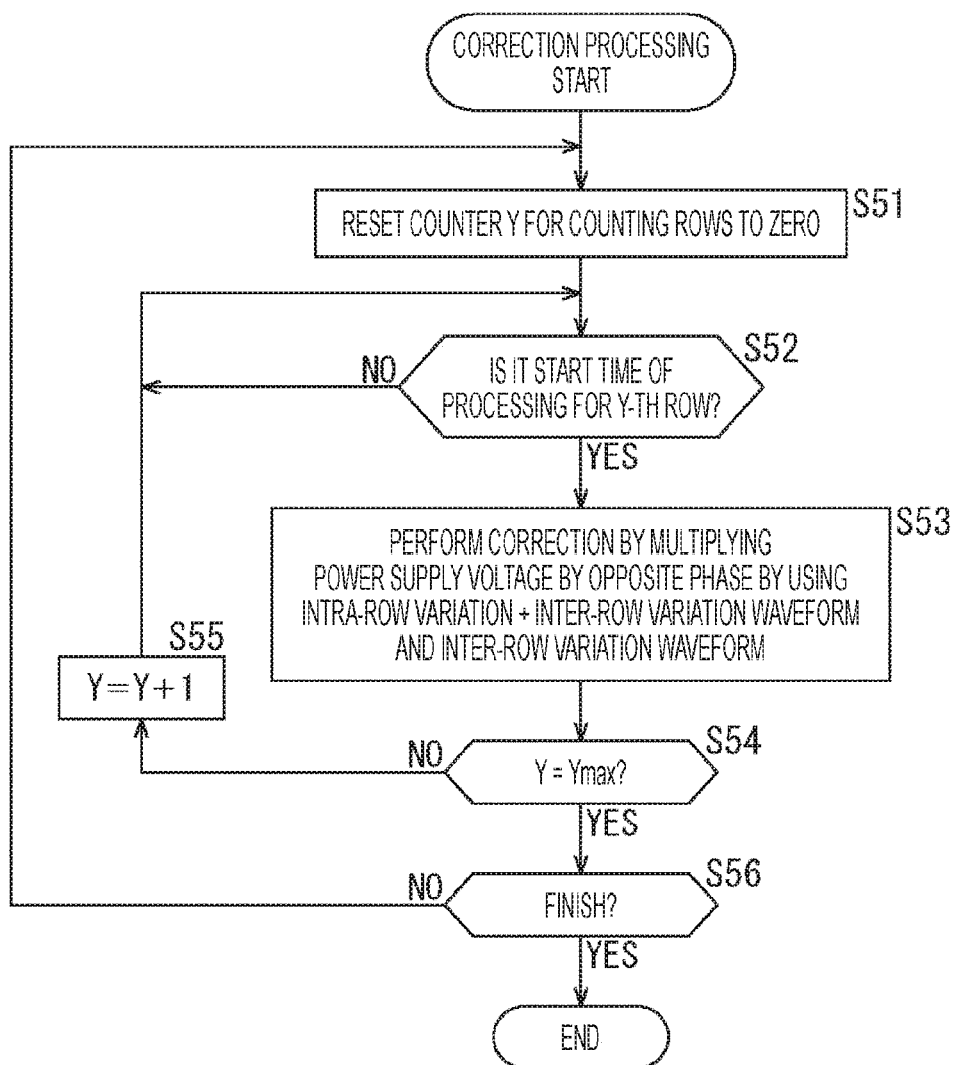 CORRECTION PROCESSING
START
S51
RESET COUNTER Y FOR COUNTING ROWS TO ZERO
S52
NO
IS IT START TIME OF
PROCESSING FOR Y-TH ROW?
YES
S53
PERFORM CORRECTION BY MULTIPLYING
POWER SUPPLY VOLTAGE BY OPPOSITE PHASE BY USING
INTRA-ROW VARIATION + INTER-ROW VARIATION WAVEFORM
AND INTER-ROW VARIATION WAVEFORM
S55
Y=Y+1
S54
NO
Y = Ymax?
YES
S56
NO
FINISH?
YES
END